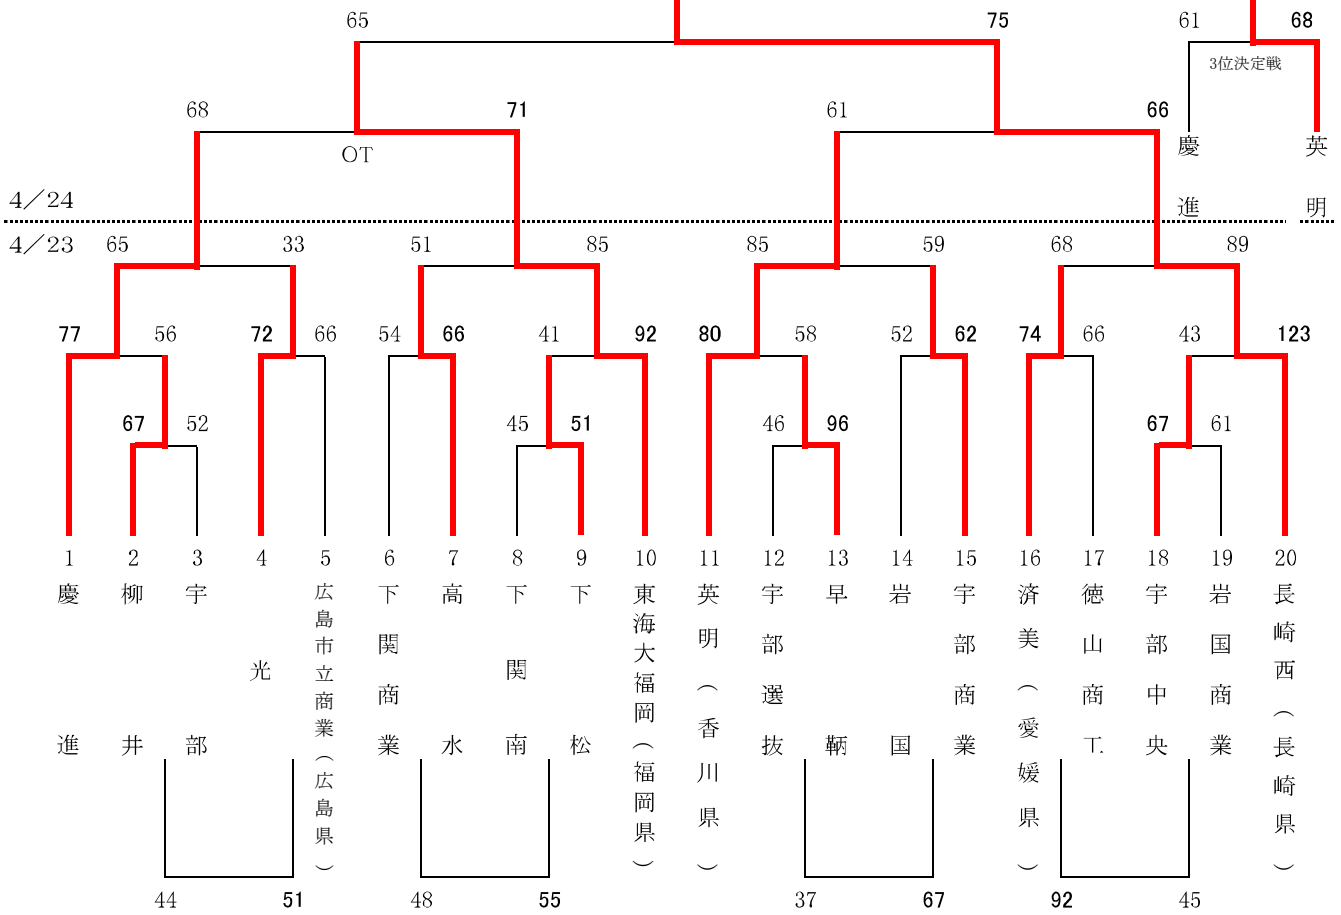 65 75 61 68
3位決定戦
68 71 61 66
OT
慶進 英明
4／24
4／23 65 33 51 85 85 59 68 89
77 56 72 66 54 66 41 92 80 58 52 62 74 66 43 123
67 52 45 51 46 96 67 61
1 2 3 4 5 6 7 8 9 10 11 12 13 14 15 16 17 18 19 20
慶進
柳井
宇部
光
広島市立商業（広島県）
下関商業
高水
下関南
下松
東海大福岡（福岡県）
英明（香川県）
宇部選抜
早鞆
岩国
宇部商業
済美（愛媛県）
徳山商工
宇部中央
岩国商業
長崎西（長崎県）
44 51 48 55 37 67 92 45